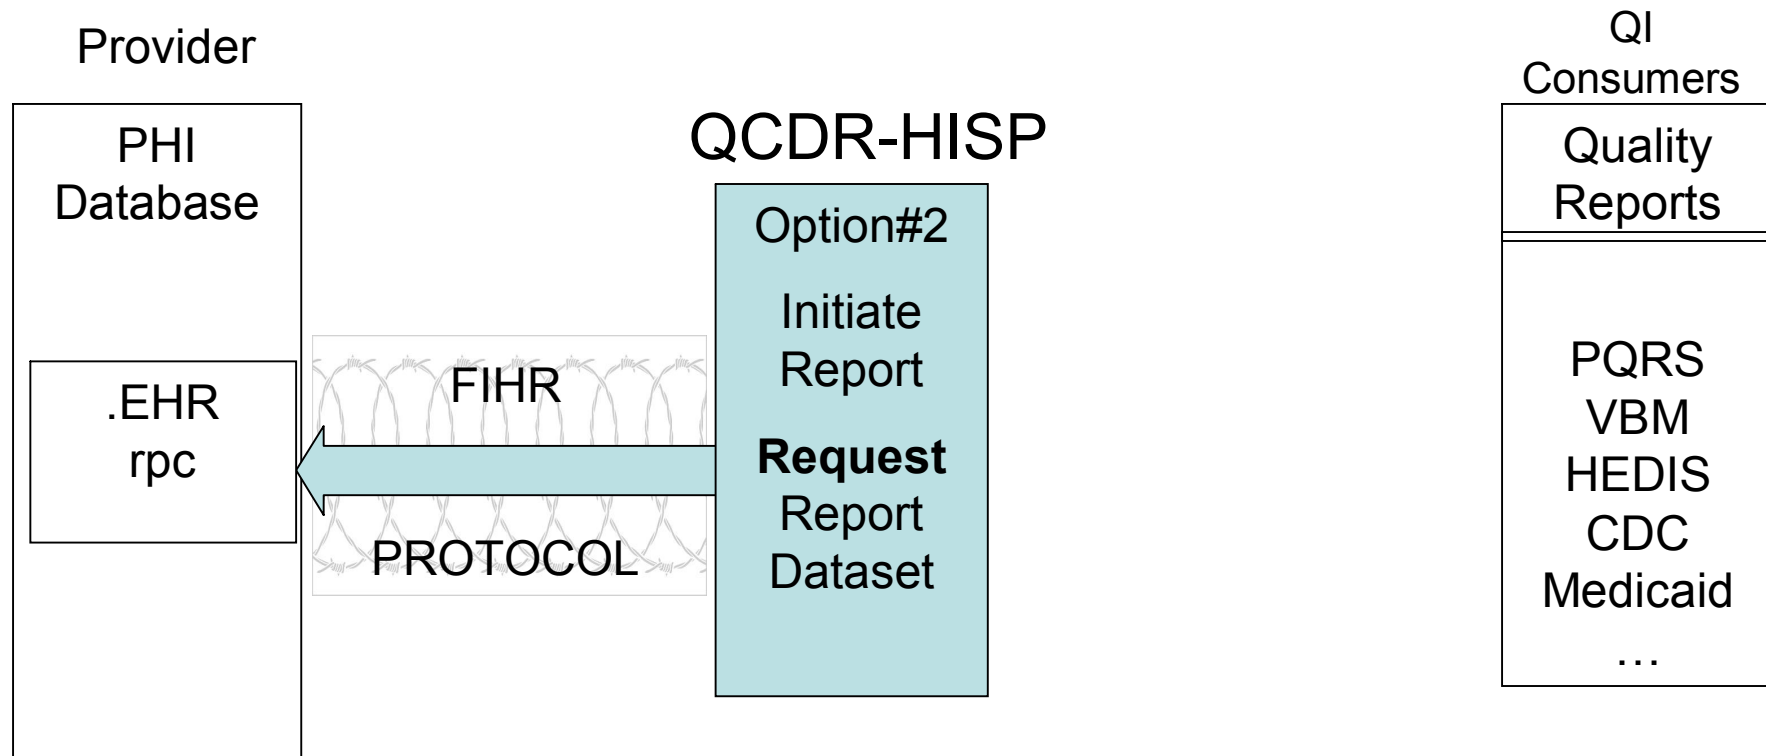 Provider
PHI
Database
.EHR
rpc
FIHR
PROTOCOL
QCDR-HISP
Option#2
Initiate
Report
Request
Report
Dataset
QI
Consumers
Quality
Reports
PQRS
VBM
HEDIS
CDC
Medicaid
…